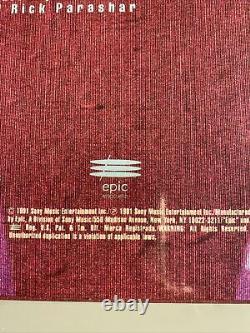 Rick Parashar
epic
© 1991 Sony Music Entertainment Inc./℗ 1991 Sony Music Entertainment Inc./Manufactured
by Epic, A Division of Sony Music/550 Madison Avenue, New York, NY 10022-3211/"Epic" and
Reg. U.S. Pat. & Tm. Off. Marca Registrada./WARNING: All Rights Reserved.
Unauthorized duplication is a violation of applicable laws.